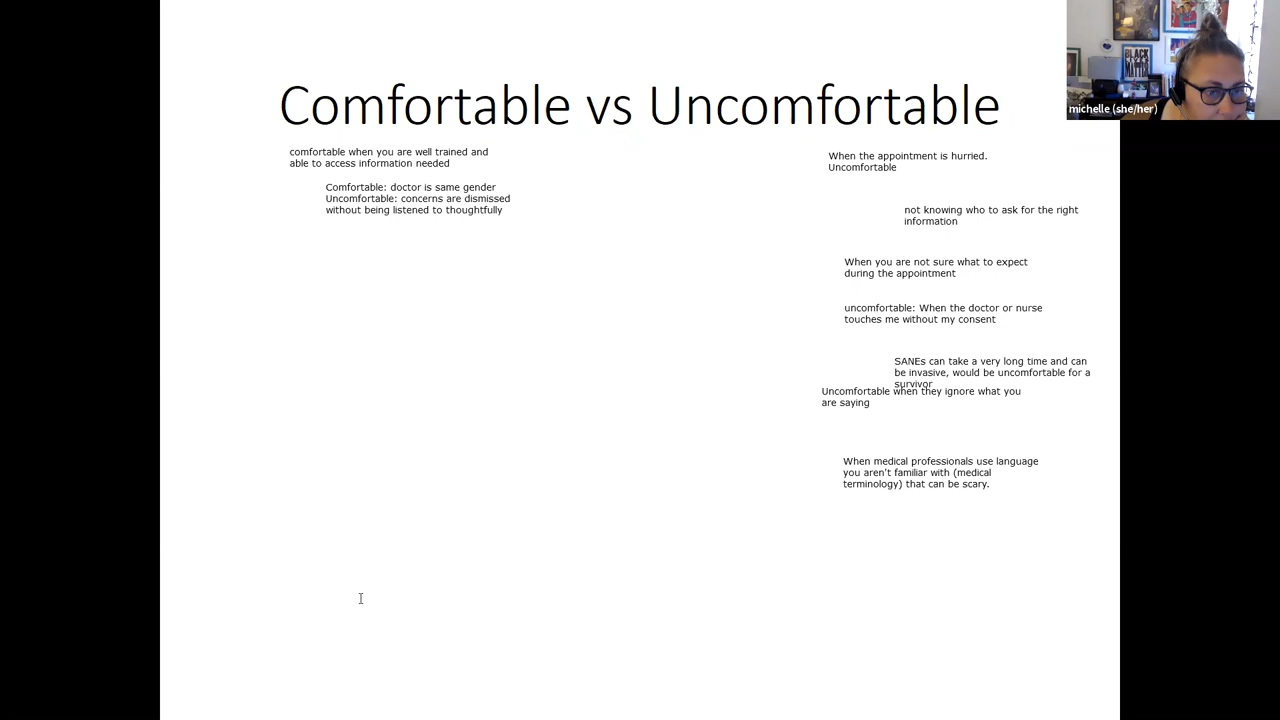 Comfortable vs Uncomfortable
comfortable when you are well trained and
able to access information needed
Comfortable: doctor is same gender
Uncomfortable: concerns are dismissed
without being listened to thoughtfully
When the appointment is hurried.
Uncomfortable
not knowing who to ask for the right
information
When you are not sure what to expect
during the appointment
uncomfortable: When the doctor or nurse
touches me without my consent
SANEs can take a very long time and can
be invasive, would be uncomfortable for a
survivor
Uncomfortable when they ignore what you
are saying
When medical professionals use language
you aren't familiar with (medical
terminology) that can be scary.
BLACK
michelle (she/her)